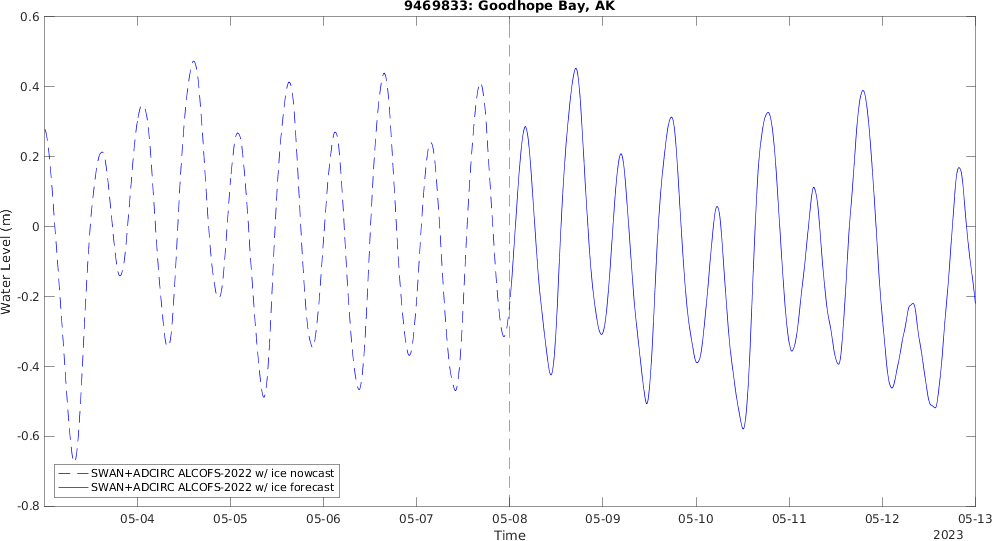 9469833: Goodhope Bay, AK
0.6
0.4
0.2
0
-0.2
-0.4
-0.6
-0.8
Water Level (m)
SWAN+ADCIRC ALCOFS-2022 w/ ice nowcast
SWAN+ADCIRC ALCOFS-2022 w/ ice forecast
05-04 05-05 05-06 05-07 05-08 05-09 05-10 05-11 05-12 05-13
Time
2023